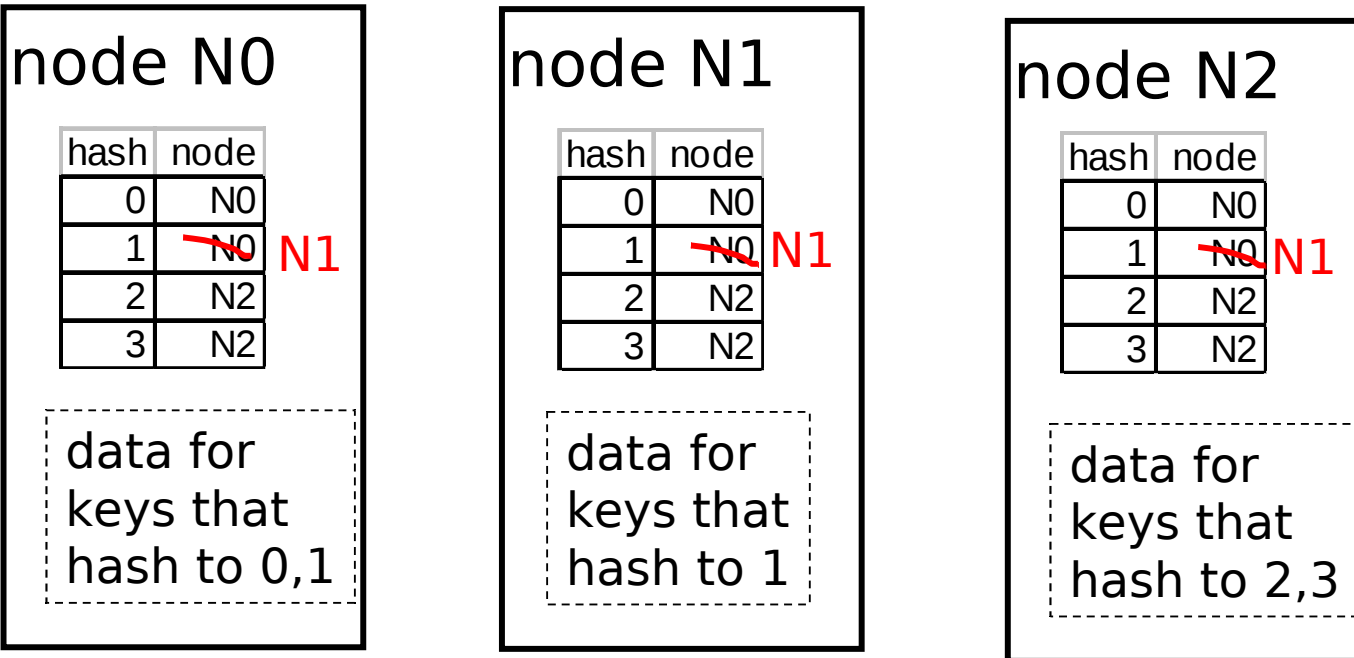 node N0
hash node
0 N0
1 N0 N1
2 N2
3 N2
data for
keys that
hash to 0,1
node N1
hash node
0 N0
1 N0 N1
2 N2
3 N2
data for
keys that
hash to 1
node N2
hash node
0 N0
1 N0 N1
2 N2
3 N2
data for
keys that
hash to 2,3